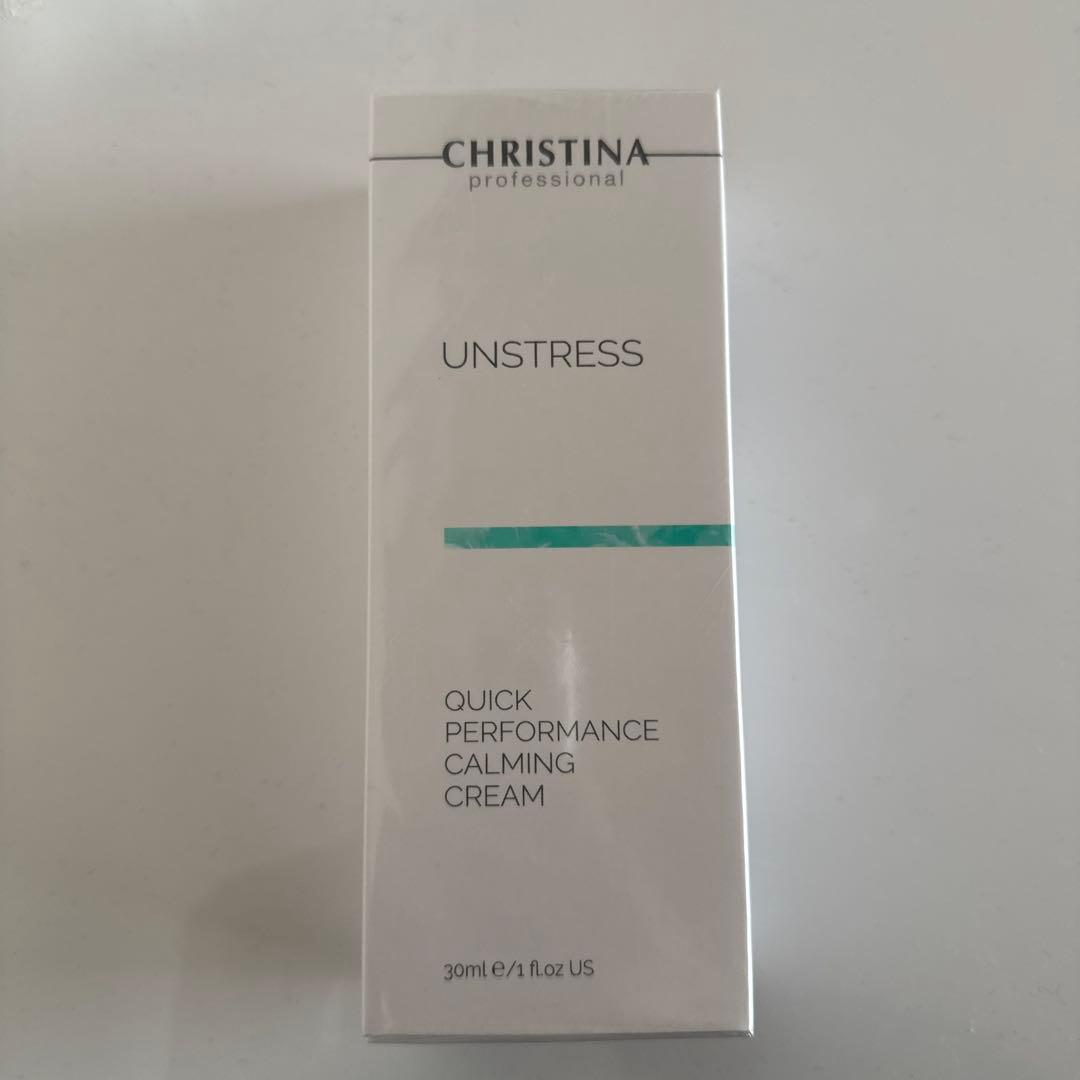 CHRISTINA
professional
UNSTRESS
QUICK
PERFORMANCE
CALMING
CREAM
30ml ℮/1 fl.oz US